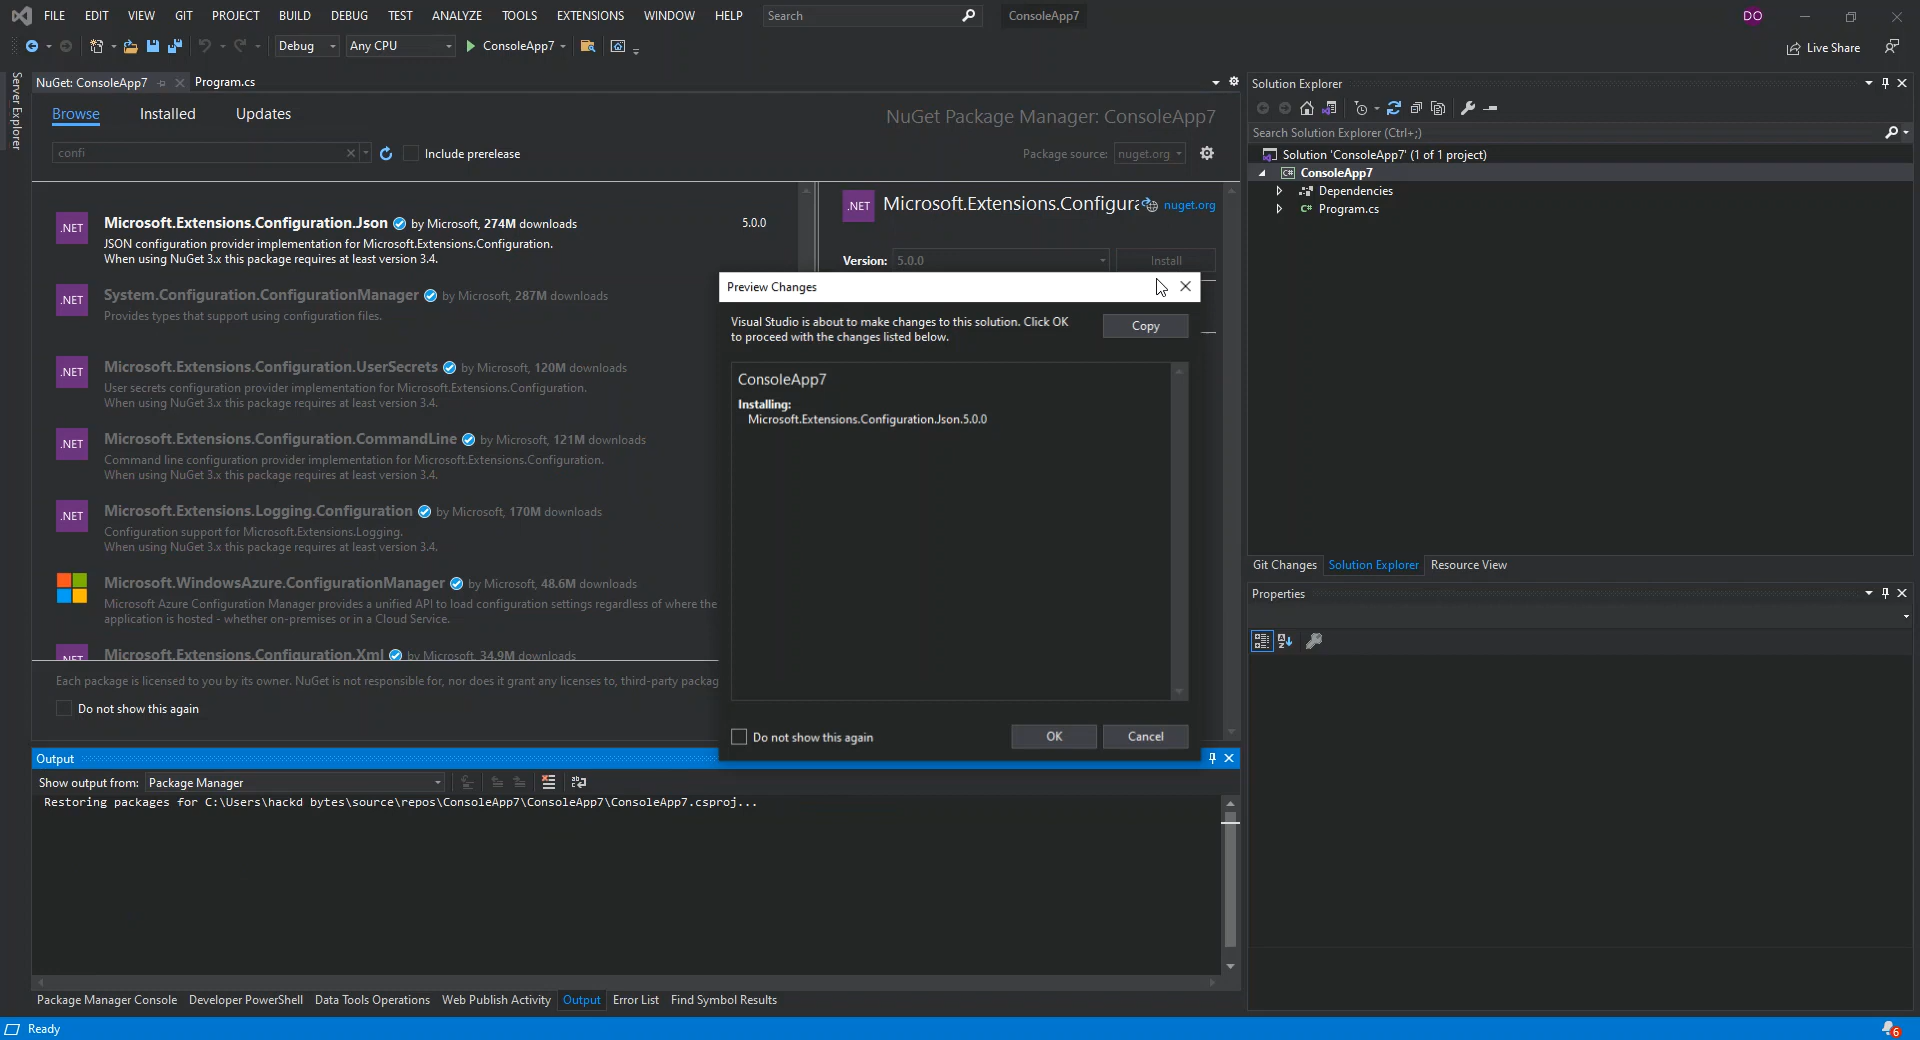 FILE EDIT VIEW GIT PROJECT BUILD DEBUG TEST ANALYZE TOOLS EXTENSIONS WINDOW HELP Search ConsoleApp7 DO
Debug Any CPU ConsoleApp7 Live Share
Server Explorer
NuGet: ConsoleApp7 Program.cs
Browse Installed Updates NuGet Package Manager: ConsoleApp7
confi Include prerelease Package source: nuget.org
.NET Microsoft.Extensions.Configuration.Json by Microsoft, 274M downloads 5.0.0
JSON configuration provider implementation for Microsoft.Extensions.Configuration.
When using NuGet 3.x this package requires at least version 3.4.
.NET System.Configuration.ConfigurationManager by Microsoft, 287M downloads
Provides types that support using configuration files.
.NET Microsoft.Extensions.Configuration.UserSecrets by Microsoft, 120M downloads
User secrets configuration provider implementation for Microsoft.Extensions.Configuration.
When using NuGet 3.x this package requires at least version 3.4.
.NET Microsoft.Extensions.Configuration.CommandLine by Microsoft, 121M downloads
Command line configuration provider implementation for Microsoft.Extensions.Configuration.
When using NuGet 3.x this package requires at least version 3.4.
.NET Microsoft.Extensions.Logging.Configuration by Microsoft, 170M downloads
Configuration support for Microsoft.Extensions.Logging.
When using NuGet 3.x this package requires at least version 3.4.
Microsoft.WindowsAzure.ConfigurationManager by Microsoft, 48.6M downloads
Microsoft Azure Configuration Manager provides a unified API to load configuration settings regardless of where the
application is hosted - whether on-premises or in a Cloud Service.
.NET Microsoft.Extensions.Configuration.Xml by Microsoft, 34.9M downloads
Each package is licensed to you by its owner. NuGet is not responsible for, nor does it grant any licenses to, third-party packag
Do not show this again
.NET Microsoft.Extensions.Configura nuget.org
Version: 5.0.0 Install
Preview Changes
Visual Studio is about to make changes to this solution. Click OK
to proceed with the changes listed below.
Copy
ConsoleApp7
Installing:
Microsoft.Extensions.Configuration.Json.5.0.0
Do not show this again OK Cancel
Output
Show output from: Package Manager
Restoring packages for C:\Users\hackd bytes\source\repos\ConsoleApp7\ConsoleApp7\ConsoleApp7.csproj...
Package Manager Console Developer PowerShell Data Tools Operations Web Publish Activity Output Error List Find Symbol Results
Solution Explorer
Search Solution Explorer (Ctrl+;)
Solution 'ConsoleApp7' (1 of 1 project)
C# ConsoleApp7
Dependencies
C# Program.cs
Git Changes Solution Explorer Resource View
Properties
Ready 6